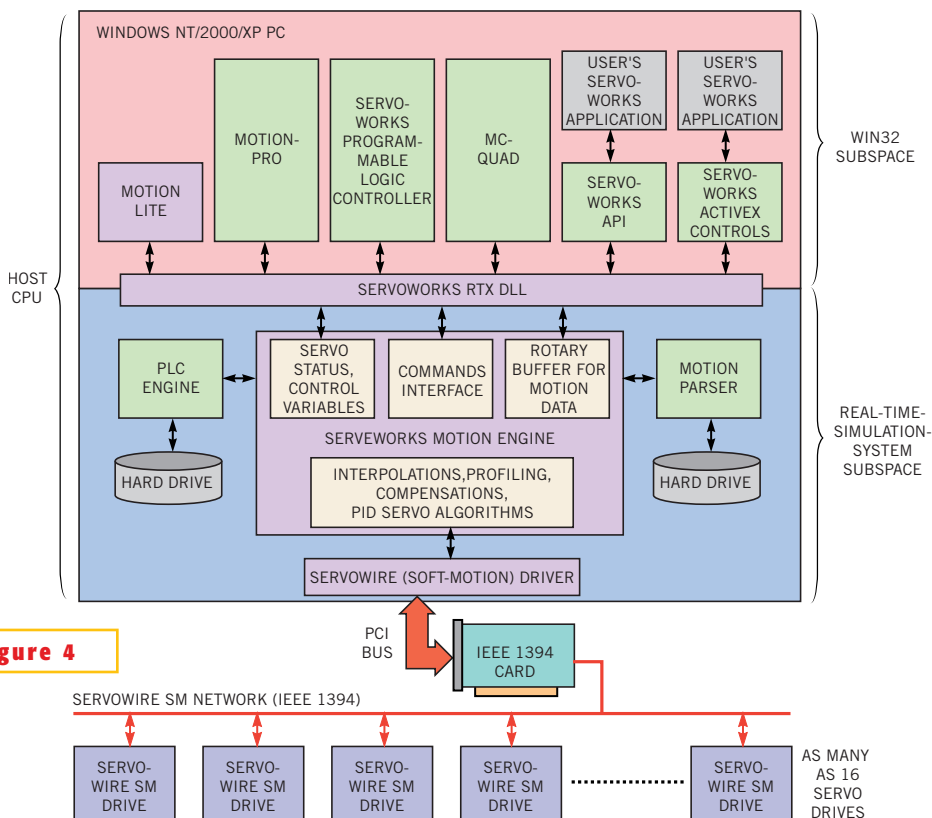 WINDOWS NT/2000/XP PC
MOTION
LITE
MOTION-
PRO
SERVO-
WORKS
PROGRAM-
MABLE
LOGIC
CONTROLLER
MC-
QUAD
USER'S
SERVO-
WORKS
APPLICATION
SERVO-
WORKS
API
USER'S
SERVO-
WORKS
APPLICATION
SERVO-
WORKS
ACTIVEX
CONTROLS
WIN32
SUBSPACE
HOST
CPU
SERVOWORKS RTX DLL
PLC
ENGINE
HARD DRIVE
SERVO
STATUS,
CONTROL
VARIABLES
COMMANDS
INTERFACE
ROTARY
BUFFER FOR
MOTION
DATA
SERVEWORKS MOTION ENGINE
INTERPOLATIONS,PROFILING,
COMPENSATIONS,
PID SERVO ALGORITHMS
MOTION
PARSER
HARD DRIVE
REAL-TIME-
SIMULATION-
SYSTEM
SUBSPACE
SERVOWIRE (SOFT-MOTION) DRIVER
PCI
BUS
IEEE 1394
CARD
gure 4
SERVOWIRE SM NETWORK (IEEE 1394)
SERVO-
WIRE SM
DRIVE
SERVO-
WIRE SM
DRIVE
SERVO-
WIRE SM
DRIVE
SERVO-
WIRE SM
DRIVE
SERVO-
WIRE SM
DRIVE
AS MANY
AS 16
SERVO
DRIVES